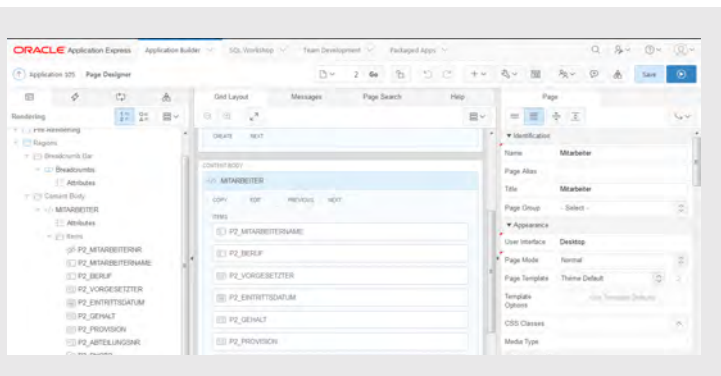 ORACLE Application Express Application Builder SQL Workshop Team Development Packaged Apps
Application 105 Page Designer 2 Go Save
Grid Layout Messages Page Search Help Page
Rendering
Pre-Rendering
Regions
Breadcrumb Bar
Breadcrumbs
Attributes
Content Body
MITARBEITER
Attributes
Items
P2_MITARBEITERNR
P2_MITARBEITERNAME
P2_BERUF
P2_VORGESETZTER
P2_EINTRITTSDATUM
P2_GEHALT
P2_PROVISION
P2_ABTEILUNGSNR
CREATE NEXT
CONTENT BODY
MITARBEITER
COPY EDIT PREVIOUS NEXT
ITEMS
P2_MITARBEITERNAME
P2_BERUF
P2_VORGESETZTER
P2_EINTRITTSDATUM
P2_GEHALT
P2_PROVISION
Identification
Name Mitarbeiter
Page Alias
Title Mitarbeiter
Page Group - Select -
Appearance
User Interface Desktop
Page Mode Normal
Page Template Theme Default
Template Options Use Template Defaults
CSS Classes
Media Type